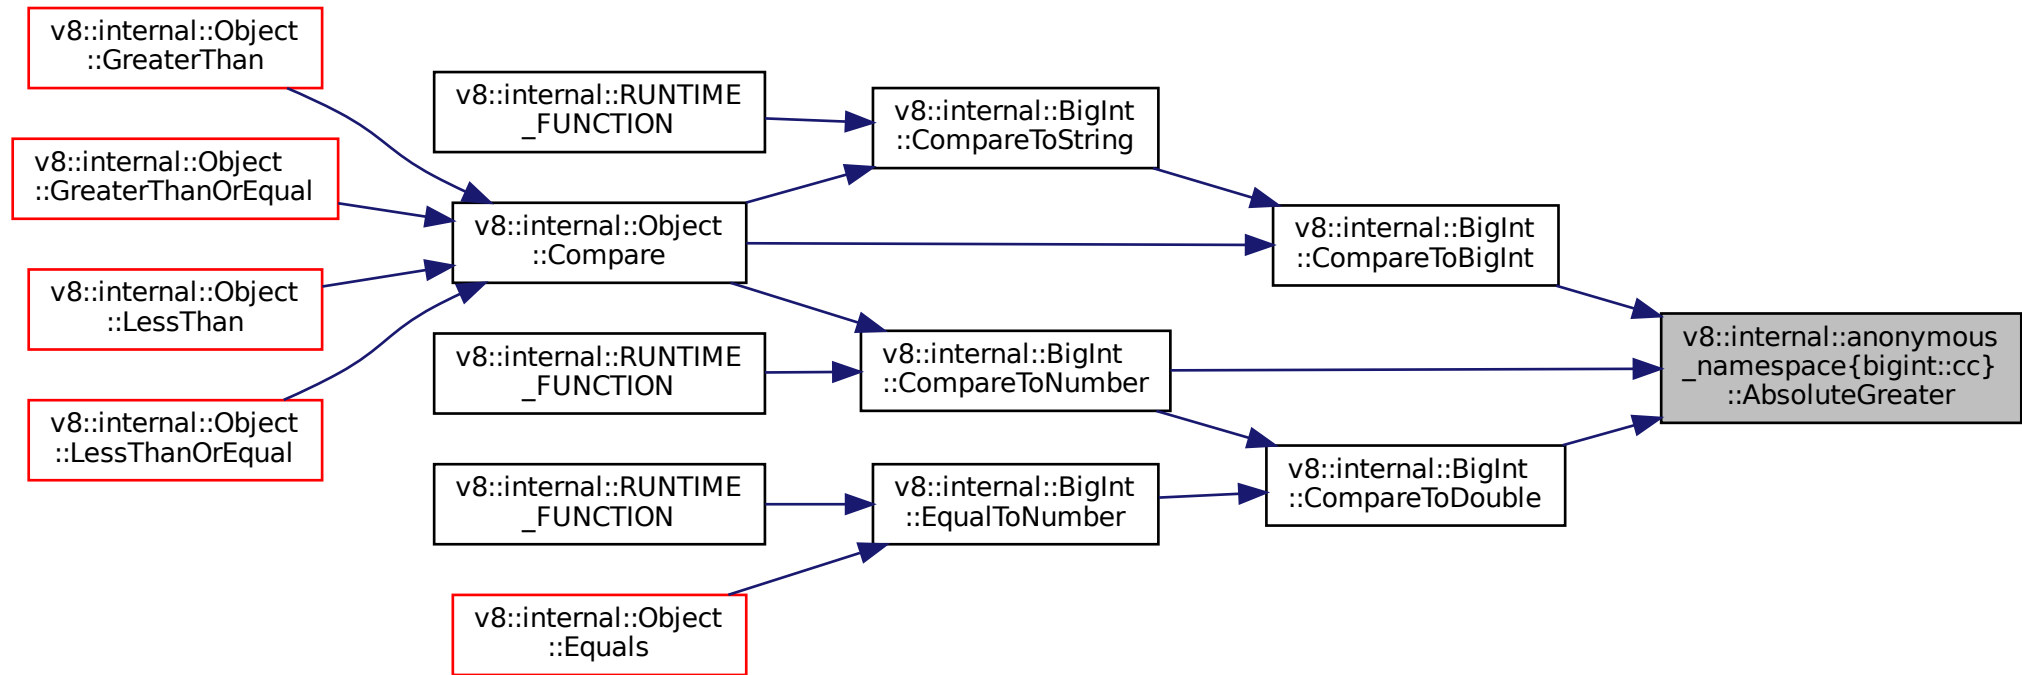 v8::internal::Object
::GreaterThan
v8::internal::Object
::GreaterThanOrEqual
v8::internal::Object
::LessThan
v8::internal::Object
::LessThanOrEqual
v8::internal::RUNTIME
_FUNCTION
v8::internal::Object
::Compare
v8::internal::RUNTIME
_FUNCTION
v8::internal::RUNTIME
_FUNCTION
v8::internal::Object
::Equals
v8::internal::BigInt
::CompareToString
v8::internal::BigInt
::CompareToNumber
v8::internal::BigInt
::EqualToNumber
v8::internal::BigInt
::CompareToBigInt
v8::internal::BigInt
::CompareToDouble
v8::internal::anonymous
_namespace{bigint::cc}
::AbsoluteGreater